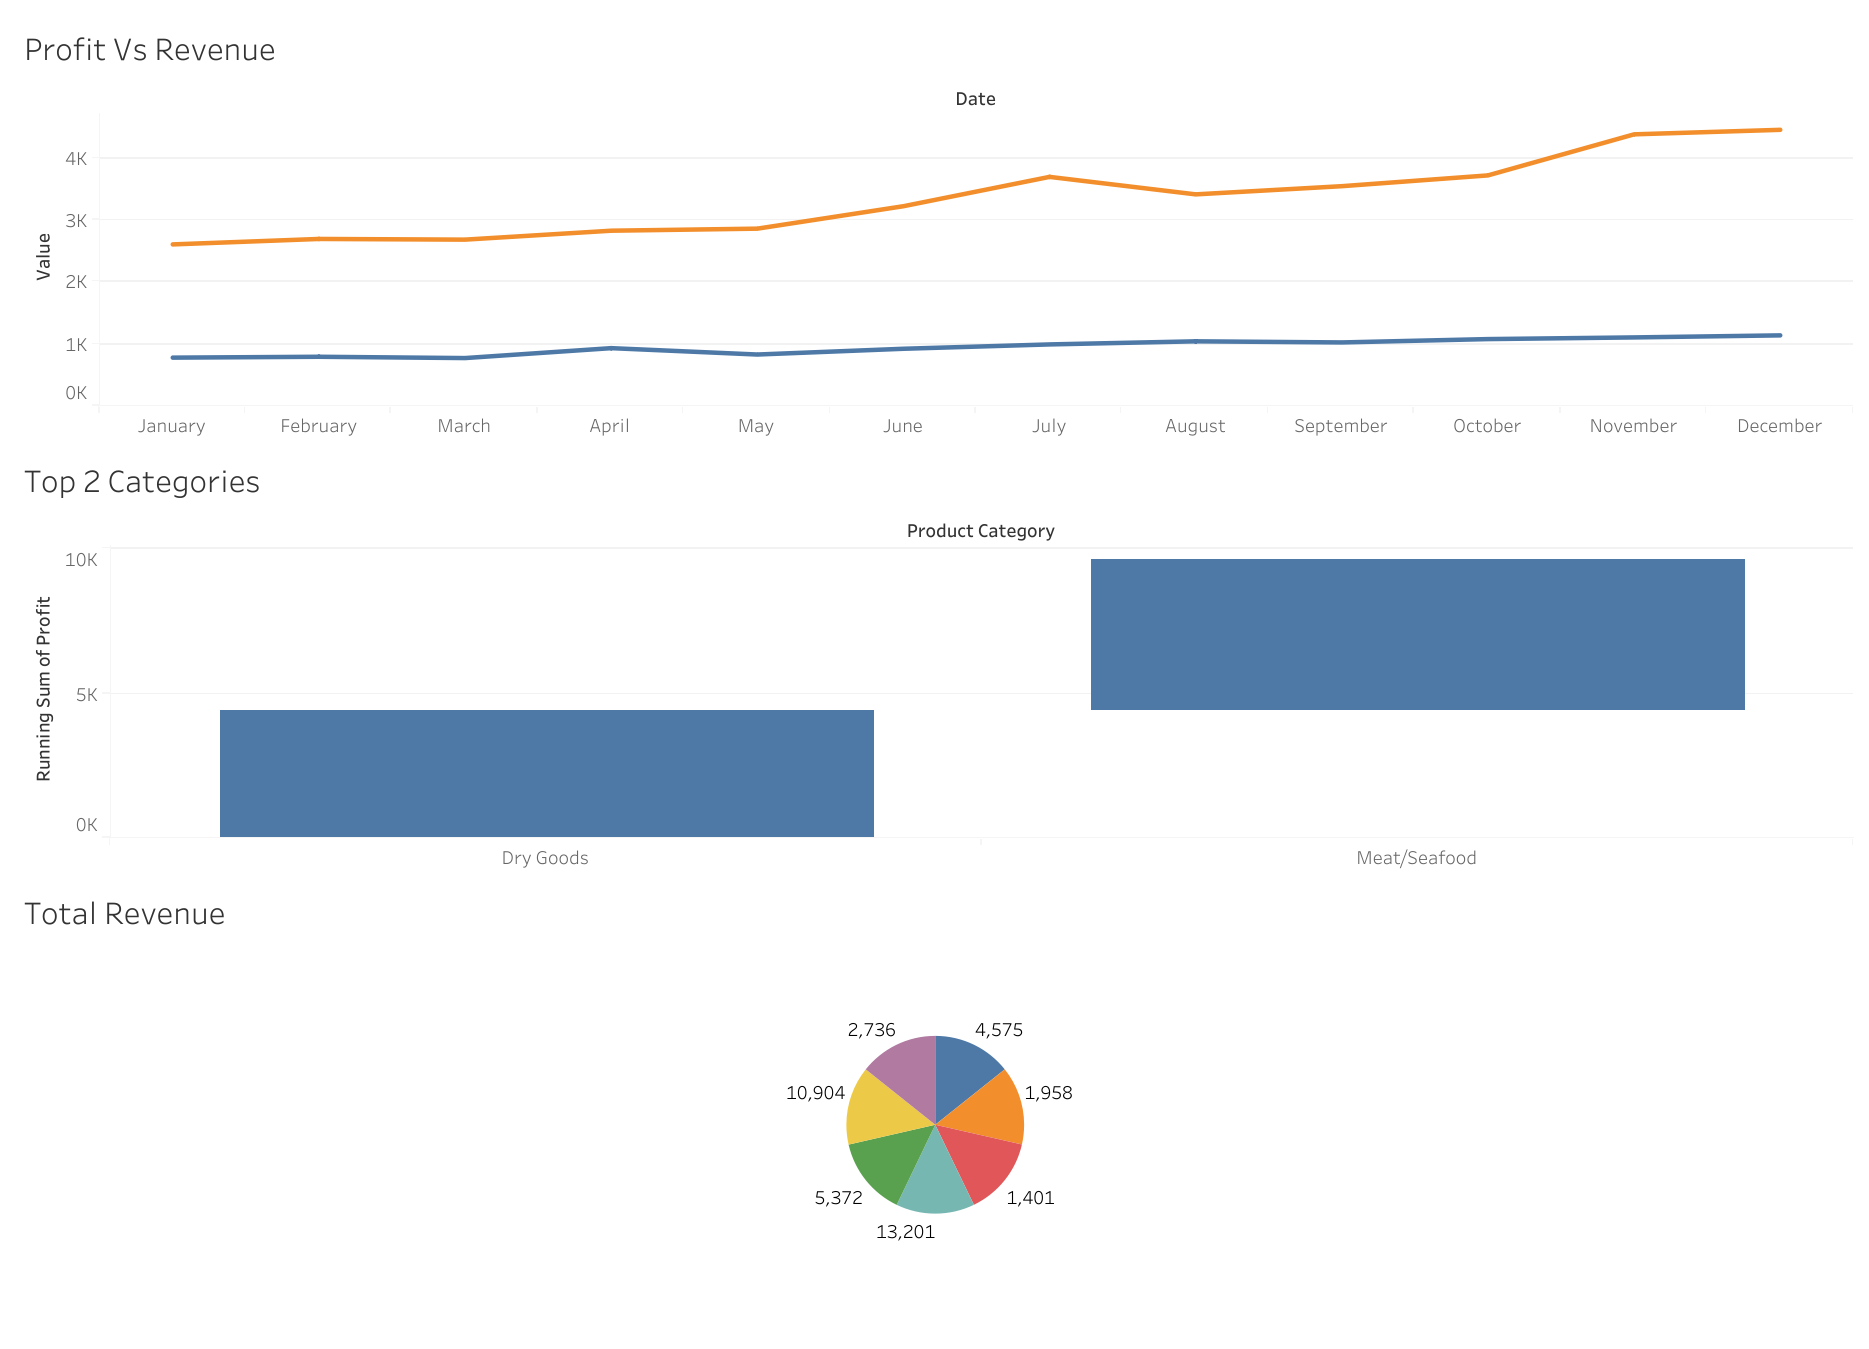 Profit Vs Revenue
Date
Value
4K
3K
2K
1K
0K
January February March April May June July August September October November December
Top 2 Categories
Product Category
Running Sum of Profit
10K
5K
0K
Dry Goods Meat/Seafood
Total Revenue
2,736 4,575
10,904 1,958
5,372 1,401
13,201